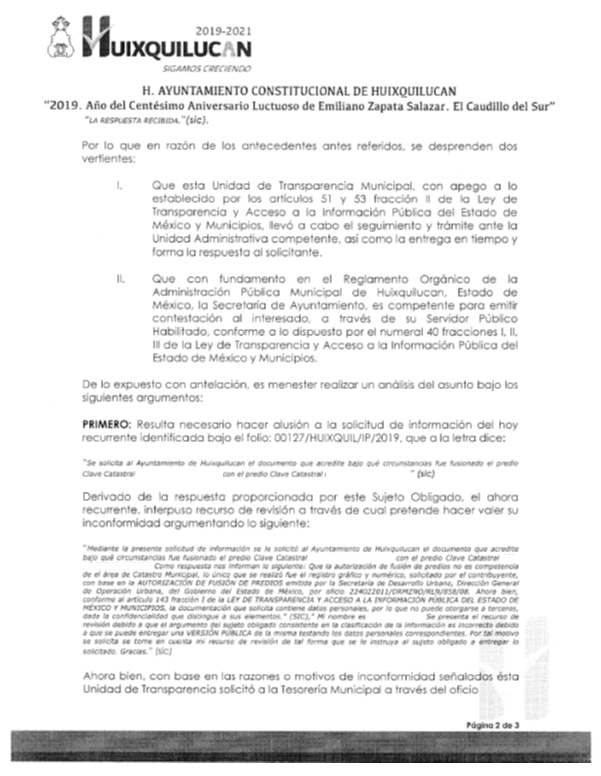 2019-2021
HUIXQUILUCAN
SIGAMOS CRECIENDO
H. AYUNTAMIENTO CONSTITUCIONAL DE HUIXQUILUCAN
"2019. Año del Centésimo Aniversario Luctuoso de Emiliano Zapata Salazar. El Caudillo del Sur"
"LA RESPUESTA RECIBIDA."(sic).
Por lo que en razón de los antecedentes antes referidos, se desprenden dos
vertientes:
I. Que esta Unidad de Transparencia Municipal, con apego a lo
establecido por los artículos 51 y 53 fracción II de la Ley de
Transparencia y Acceso a la Información Pública del Estado de
México y Municipios, llevó a cabo el seguimiento y trámite ante la
Unidad Administrativa competente, así como la entrega en tiempo y
forma la respuesta al solicitante.
II. Que con fundamento en el Reglamento Orgánico de la
Administración Pública Municipal de Huixquilucan, Estado de
México, la Secretaría de Ayuntamiento, es competente para emitir
contestación al interesado, a través de su Servidor Público
Habilitado, conforme a lo dispuesto por el numeral 40 fracciones I, II,
III de la Ley de Transparencia y Acceso a la Información Pública del
Estado de México y Municipios.
De lo expuesto con antelación, es menester realizar un análisis del asunto bajo los
siguientes argumentos:
PRIMERO: Resulta necesario hacer alusión a la solicitud de información del hoy
recurrente identificada bajo el folio: 00127/HUIXQUIL/IP/2019, que a la letra dice:
"Se solicita al Ayuntamiento de Huixquilucan el documento que acredite bajo qué circunstancias fue fusionado el predio
Clave Catastral con el predio Clave Catastral " (sic)
Derivado de la respuesta proporcionada por este Sujeto Obligado, el ahora
recurrente, interpuso recurso de revisión a través de cual pretende hacer valer su
inconformidad argumentando lo siguiente:
"Mediante la presente solicitud de información se le solicitó al Ayuntamiento de Huixquilucan el documento que acredite
bajo qué circunstancias fue fusionado el predio Clave Catastral con el predio Clave Catastral
Como respuesta nos informan lo siguiente: Que la autorización de fusión de predios no es competencia
de el área de Catastro Municipal, lo único que se realizó fue el registro gráfico y numérico, solicitado por el contribuyente,
con base en la AUTORIZACIÓN DE FUSIÓN DE PREDIOS emitida por la Secretaría de Desarrollo Urbano, Dirección General
de Operación Urbana, del Gobierno del Estado de México, por oficio 224022011/DRMZNO/RLN/858/08. Ahora bien,
conforme al artículo 143 fracción I de la LEY DE TRANSPARENCIA Y ACCESO A LA INFORMACIÓN PÚBLICA DEL ESTADO DE
MÉXICO Y MUNICIPIOS, la documentación que solicita contiene datos personales, por lo que no puede otorgarse a terceros,
dada la confidencialidad que distingue a sus elementos." (SIC)," Mi nombre es Se presenta el recurso de
revisión debido a que el argumento del sujeto obligado consistente en la clasificación de la información es incorrecto debido
a que se puede entregar una VERSIÓN PÚBLICA de la misma testando los datos personales correspondientes. Por tal motivo
se solicita se tome en cuenta mi recurso de revisión de tal forma que se le instruya al sujeto obligado a entregar lo
solicitado. Gracias." (sic)
Ahora bien, con base en las razones o motivos de inconformidad señalados ésta
Unidad de Transparencia solicitó a la Tesorería Municipal a través del oficio
Página 2 de 3